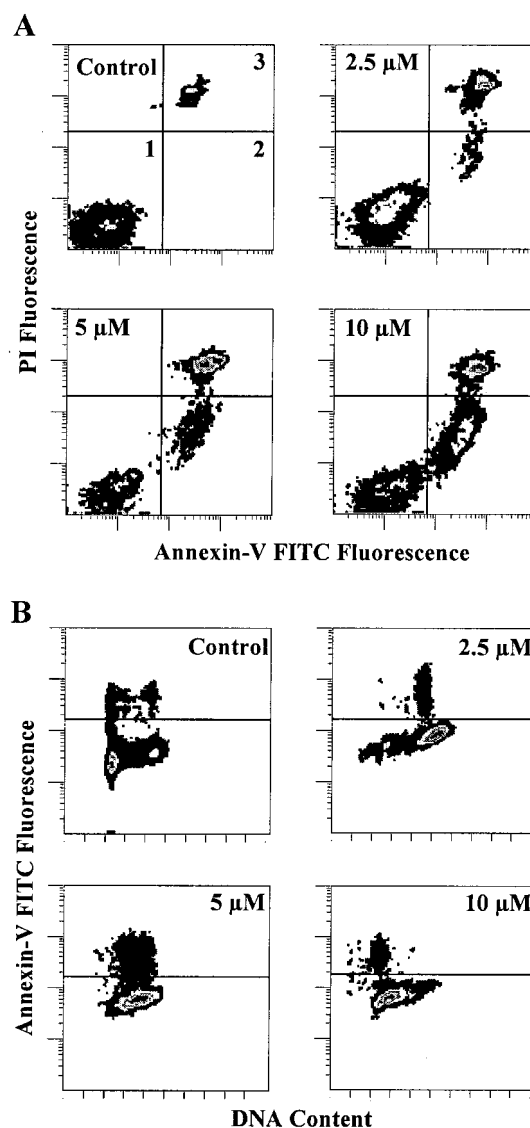 A
Control
3
1
2
2.5 µM
5 µM
10 µM
PI Fluorescence
Annexin-V FITC Fluorescence
B
Control
2.5 µM
5 µM
10 µM
Annexin-V FITC Fluorescence
DNA Content